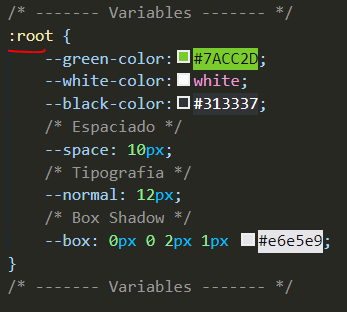 /* ------- Variables ------- */
:root {
--green-color: #7ACC2D;
--white-color: white;
--black-color: #313337;
/* Espaciado */
--space: 10px;
/* Tipografia */
--normal: 12px;
/* Box Shadow */
--box: 0px 0 2px 1px #e6e5e9;
}
/* ------- Variables ------- */